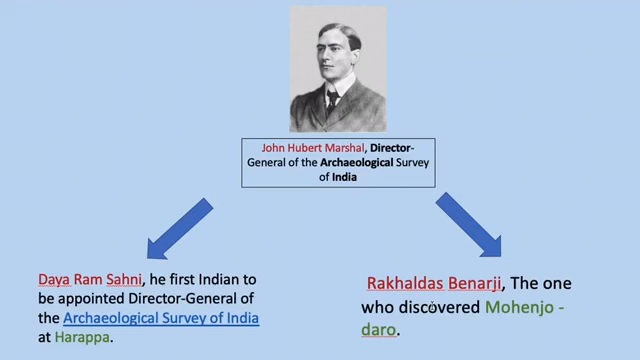 John Hubert Marshal, Director-
General of the Archaeological Survey
of India
Daya Ram Sahni, he first Indian to
be appointed Director-General of
the Archaeological Survey of India
at Harappa.
Rakhaldas Benarji, The one
who discovered Mohenjo -
daro.